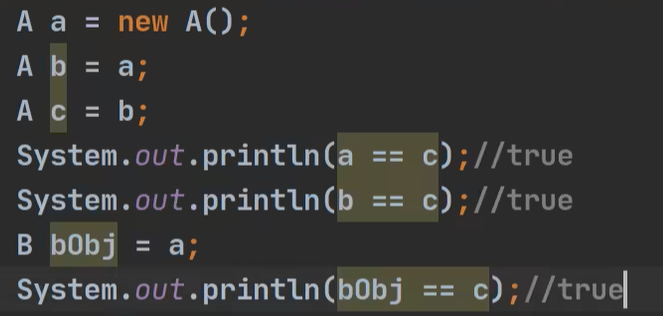 A a = new A();
A b = a;
A c = b;
System.out.println(a == c);//true
System.out.println(b == c);//true
B bObj = a;
System.out.println(bObj == c);//true